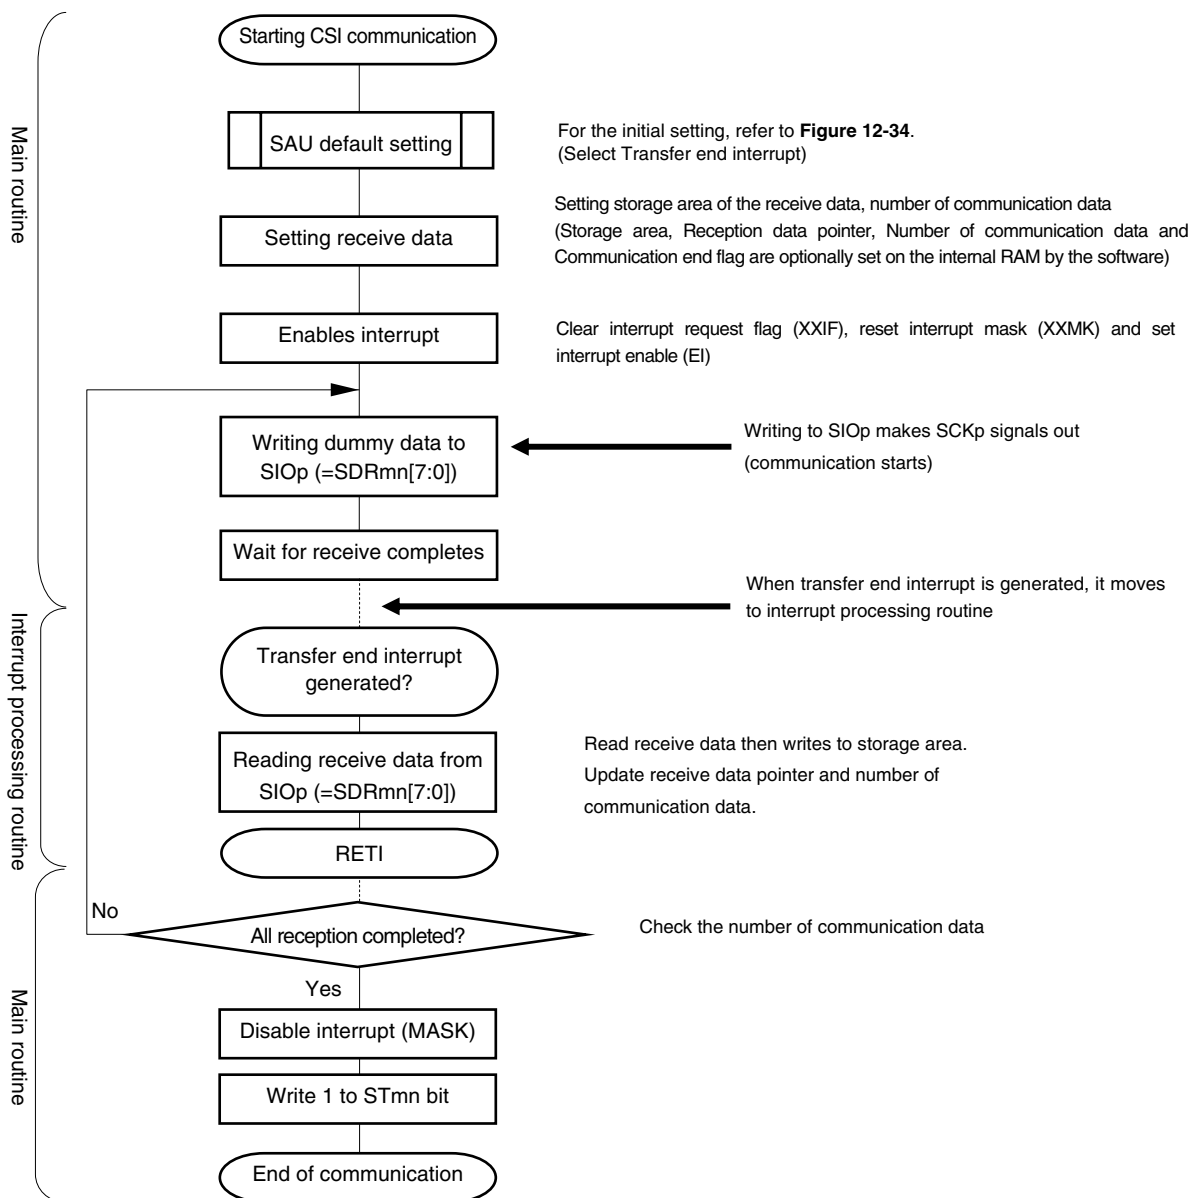 Starting CSI communication
Main routine
SAU default setting
For the initial setting, refer to Figure 12-34.
(Select Transfer end interrupt)
Setting receive data
Setting storage area of the receive data, number of communication data
(Storage area, Reception data pointer, Number of communication data and
Communication end flag are optionally set on the internal RAM by the software)
Enables interrupt
Clear interrupt request flag (XXIF), reset interrupt mask (XXMK) and set
interrupt enable (EI)
Writing dummy data to
SIOp (=SDRmn[7:0])
Writing to SIOp makes SCKp signals out
(communication starts)
Wait for receive completes
When transfer end interrupt is generated, it moves
to interrupt processing routine
Interrupt processing routine
Transfer end interrupt
generated?
Reading receive data from
SIOp (=SDRmn[7:0])
Read receive data then writes to storage area.
Update receive data pointer and number of
communication data.
RETI
No
All reception completed?
Check the number of communication data
Yes
Main routine
Disable interrupt (MASK)
Write 1 to STmn bit
End of communication